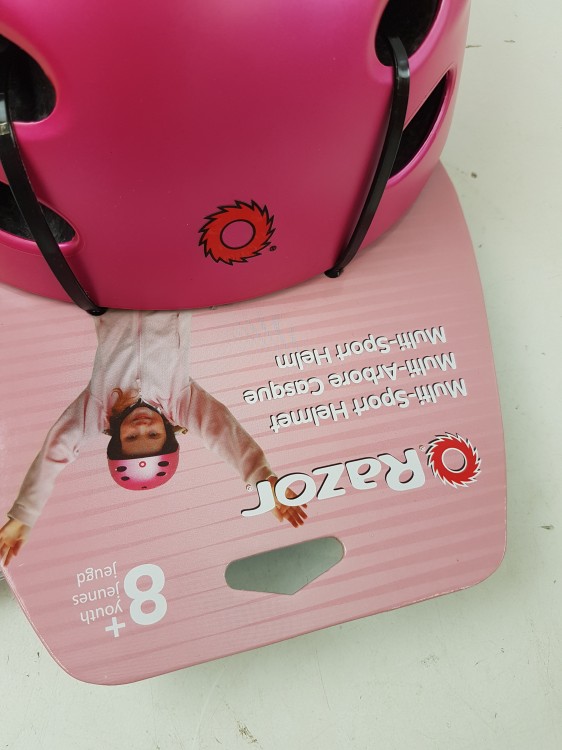 Razor
Multi-Sport Helmet
Multi-Arbore Casque
Multi-Sport Helm
8+
youth
jeunes
jeugd